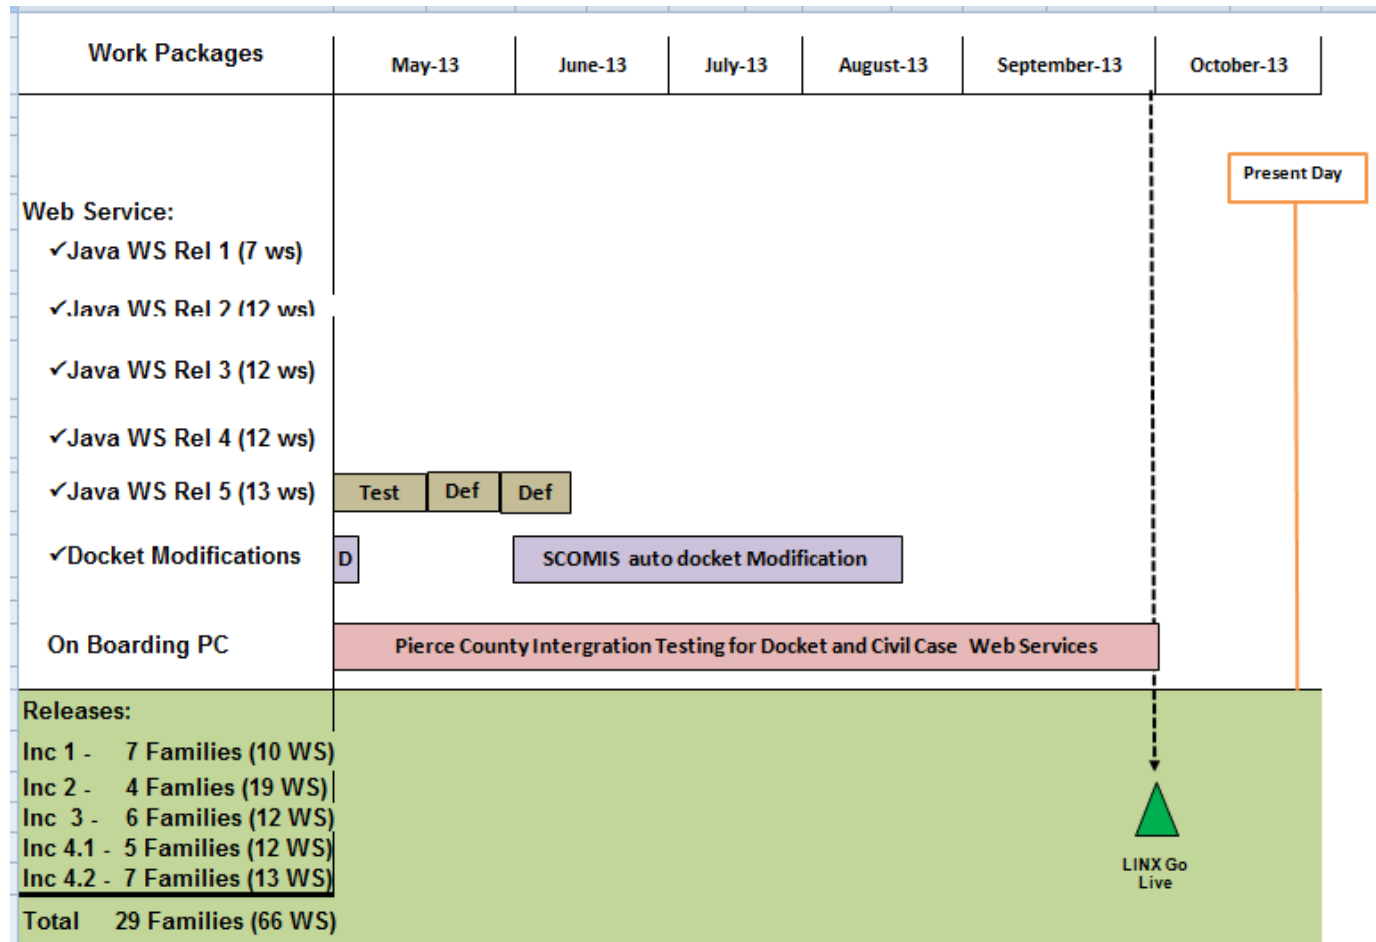 Work Packages
May-13 June-13 July-13 August-13 September-13 October-13
Present Day
Web Service:
✓Java WS Rel 1 (7 ws)
✓Java WS Rel 2 (12 ws)
✓Java WS Rel 3 (12 ws)
✓Java WS Rel 4 (12 ws)
✓Java WS Rel 5 (13 ws) Test Def Def
✓Docket Modifications D SCOMIS auto docket Modification
On Boarding PC Pierce County Intergration Testing for Docket and Civil Case Web Services
Releases:
Inc 1 - 7 Families (10 WS)
Inc 2 - 4 Famlies (19 WS)
Inc 3 - 6 Families (12 WS)
Inc 4.1 - 5 Families (12 WS)
Inc 4.2 - 7 Families (13 WS)
Total 29 Families (66 WS)
LINX Go
Live